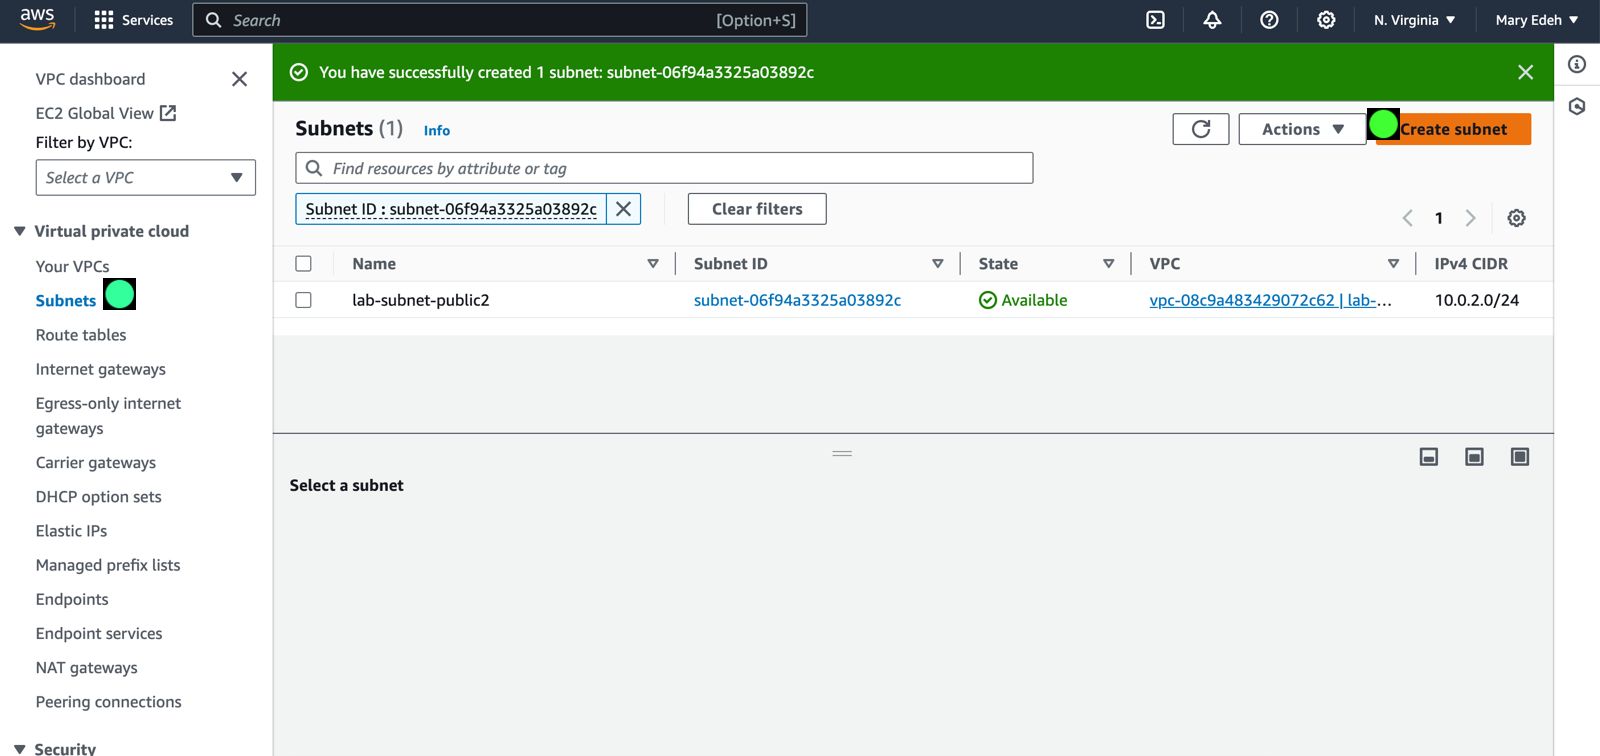 aws
Services
Search
[Option+S]
N. Virginia
Mary Edeh
VPC dashboard
EC2 Global View
Filter by VPC:
Select a VPC
Virtual private cloud
Your VPCs
Subnets
Route tables
Internet gateways
Egress-only internet
gateways
Carrier gateways
DHCP option sets
Elastic IPs
Managed prefix lists
Endpoints
Endpoint services
NAT gateways
Peering connections
Security
You have successfully created 1 subnet: subnet-06f94a3325a03892c
Subnets (1)
Info
Actions
Create subnet
Find resources by attribute or tag
Subnet ID : subnet-06f94a3325a03892c
Clear filters
1
Name
Subnet ID
State
VPC
IPv4 CIDR
lab-subnet-public2
subnet-06f94a3325a03892c
Available
vpc-08c9a483429072c62 | lab-...
10.0.2.0/24
Select a subnet